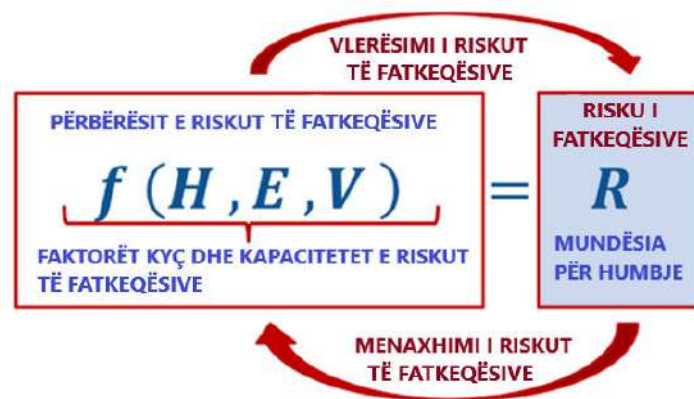 VLERËSIMI I RISKUT
TË FATKEQËSIVE
PËRBËRËSIT E RISKUT TË FATKEQËSIVE
f (H , E , V)
FAKTORËT KYÇ DHE KAPACITETET E RISKUT
TË FATKEQËSIVE
=
RISKU I
FATKEQËSIVE
R
MUNDËSIA
PËR HUMBJE
MENAXHIMI I RISKUT
TË FATKEQËSIVE